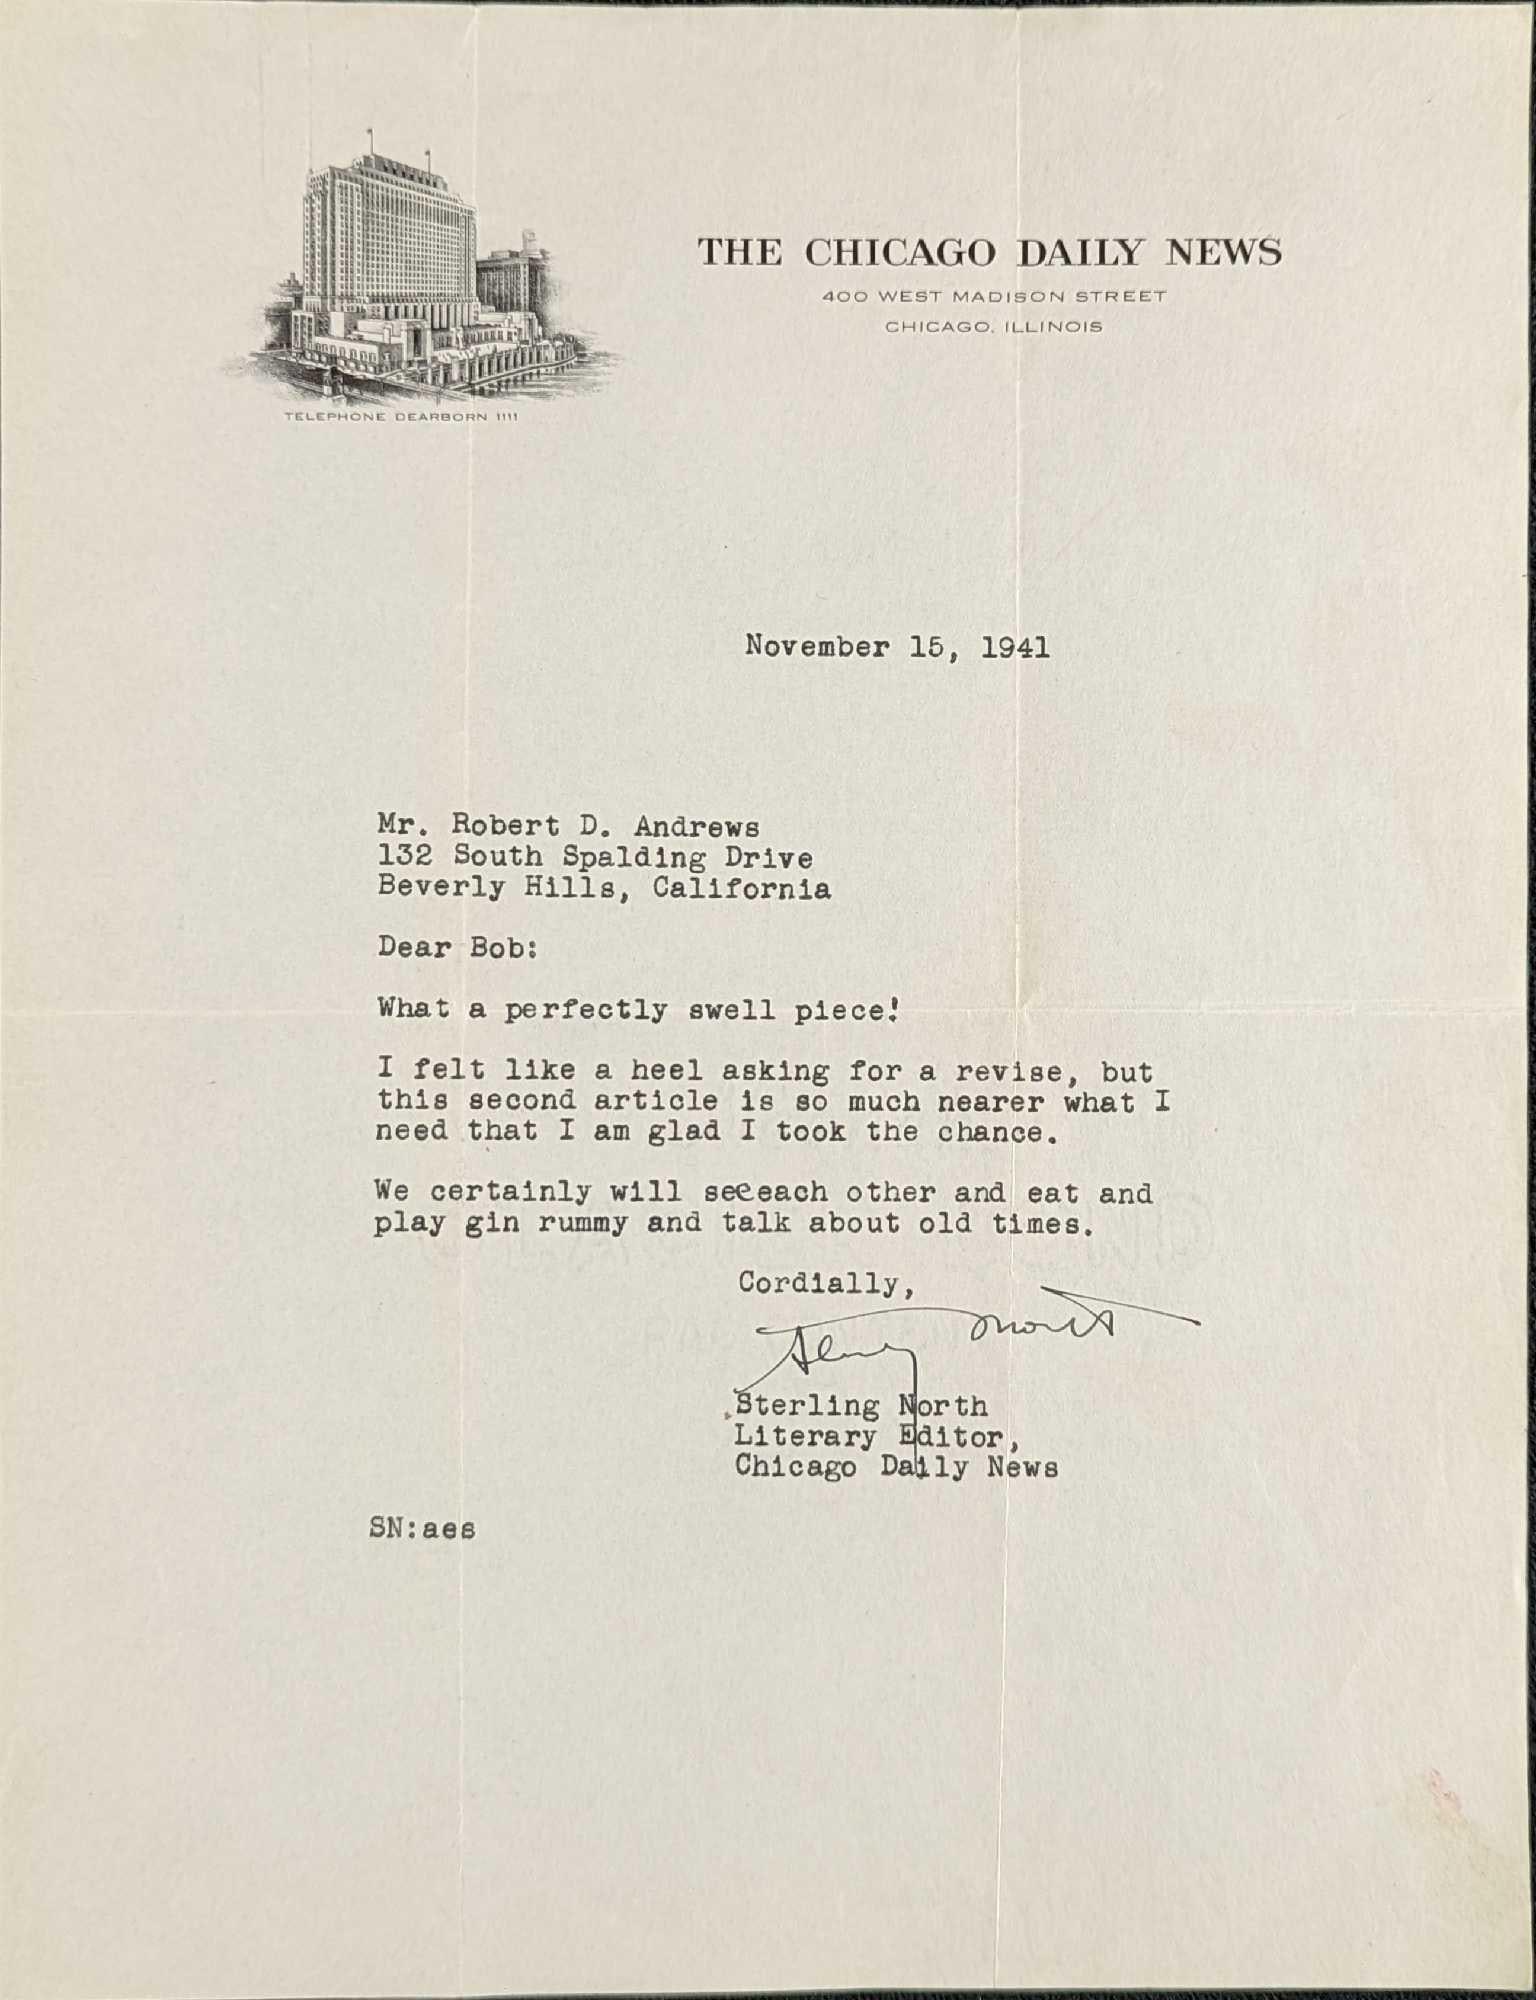 THE CHICAGO DAILY NEWS
400 WEST MADISON STREET
CHICAGO, ILLINOIS
TELEPHONE DEARBORN 1111
November 15, 1941
Mr. Robert D. Andrews
132 South Spalding Drive
Beverly Hills, California
Dear Bob:
What a perfectly swell piece!
I felt like a heel asking for a revise, but
this second article is so much nearer what I
need that I am glad I took the chance.
We certainly will seeeach other and eat and
play gin rummy and talk about old times.
Cordially,
Sterling North
Sterling North
Literary Editor,
Chicago Daily News
SN:aes